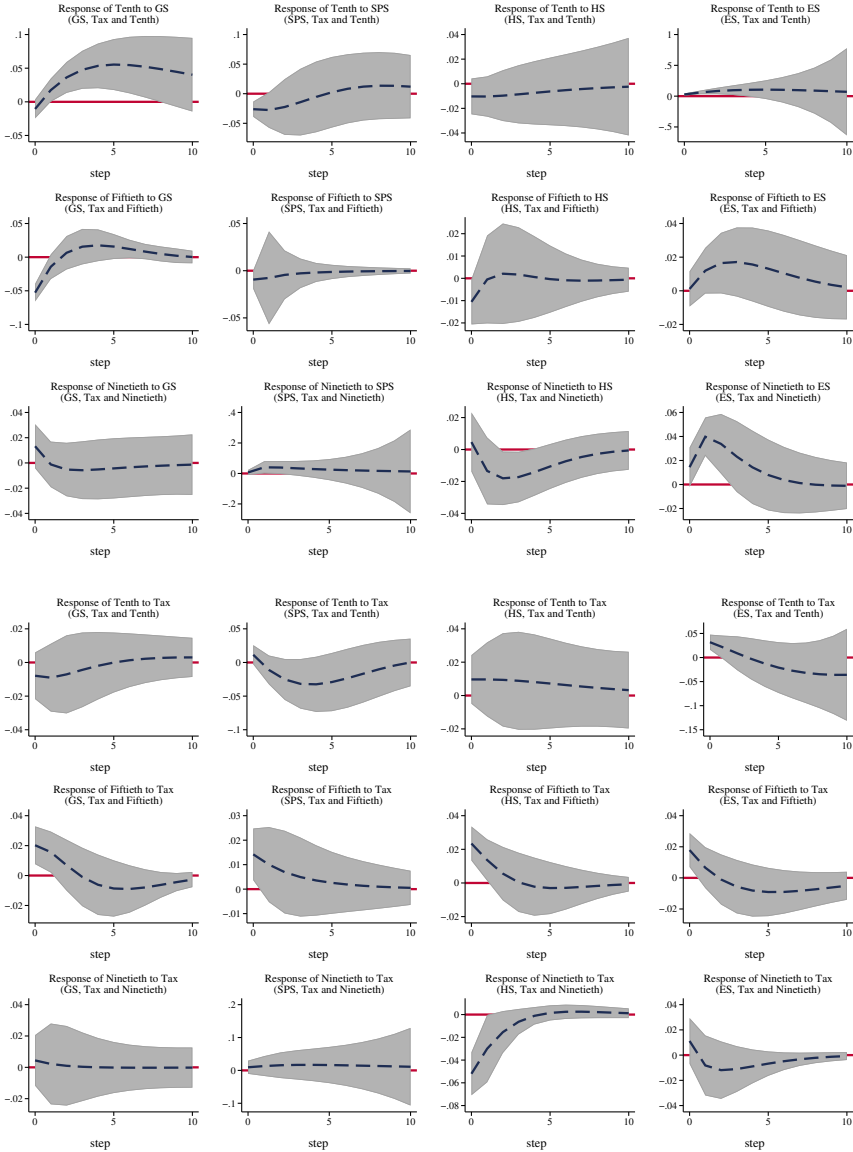 Response of Tenth to GS
(GS, Tax and Tenth)
.1
.05
0
-.05
0 5 10
step
Response of Tenth to SPS
(SPS, Tax and Tenth)
.1
.05
0
-.05
0 5 10
step
Response of Tenth to HS
(HS, Tax and Tenth)
.04
.02
0
-.02
-.04
0 5 10
step
Response of Tenth to ES
(ES, Tax and Tenth)
1
.5
0
-.5
0 5 10
step
Response of Fiftieth to GS
(GS, Tax and Fiftieth)
.05
0
-.05
-.1
0 5 10
step
Response of Fiftieth to SPS
(SPS, Tax and Fiftieth)
.05
0
-.05
0 5 10
step
Response of Fiftieth to HS
(HS, Tax and Fiftieth)
.02
.01
0
-.01
-.02
0 5 10
step
Response of Fiftieth to ES
(ES, Tax and Fiftieth)
.04
.02
0
-.02
0 5 10
step
Response of Ninetieth to GS
(GS, Tax and Ninetieth)
.04
.02
0
-.02
-.04
0 5 10
step
Response of Ninetieth to SPS
(SPS, Tax and Ninetieth)
.4
.2
0
-.2
0 5 10
step
Response of Ninetieth to HS
(HS, Tax and Ninetieth)
.02
0
-.02
-.04
0 5 10
step
Response of Ninetieth to ES
(ES, Tax and Ninetieth)
.06
.04
.02
0
-.02
0 5 10
step
Response of Tenth to Tax
(GS, Tax and Tenth)
.02
0
-.02
-.04
0 5 10
step
Response of Tenth to Tax
(SPS, Tax and Tenth)
.05
0
-.05
-.1
0 5 10
step
Response of Tenth to Tax
(HS, Tax and Tenth)
.04
.02
0
-.02
0 5 10
step
Response of Tenth to Tax
(ES, Tax and Tenth)
.05
0
-.05
-.1
-.15
0 5 10
step
Response of Fiftieth to Tax
(GS, Tax and Fiftieth)
.04
.02
0
-.02
0 5 10
step
Response of Fiftieth to Tax
(SPS, Tax and Fiftieth)
.03
.02
.01
0
-.01
0 5 10
step
Response of Fiftieth to Tax
(HS, Tax and Fiftieth)
.04
.02
0
-.02
0 5 10
step
Response of Fiftieth to Tax
(ES, Tax and Fiftieth)
.04
.02
0
-.02
0 5 10
step
Response of Ninetieth to Tax
(GS, Tax and Ninetieth)
.04
.02
0
-.02
0 5 10
step
Response of Ninetieth to Tax
(SPS, Tax and Ninetieth)
.2
.1
0
-.1
0 5 10
step
Response of Ninetieth to Tax
(HS, Tax and Ninetieth)
0
-.02
-.04
-.06
-.08
0 5 10
step
Response of Ninetieth to Tax
(ES, Tax and Ninetieth)
.04
.02
0
-.02
-.04
0 5 10
step